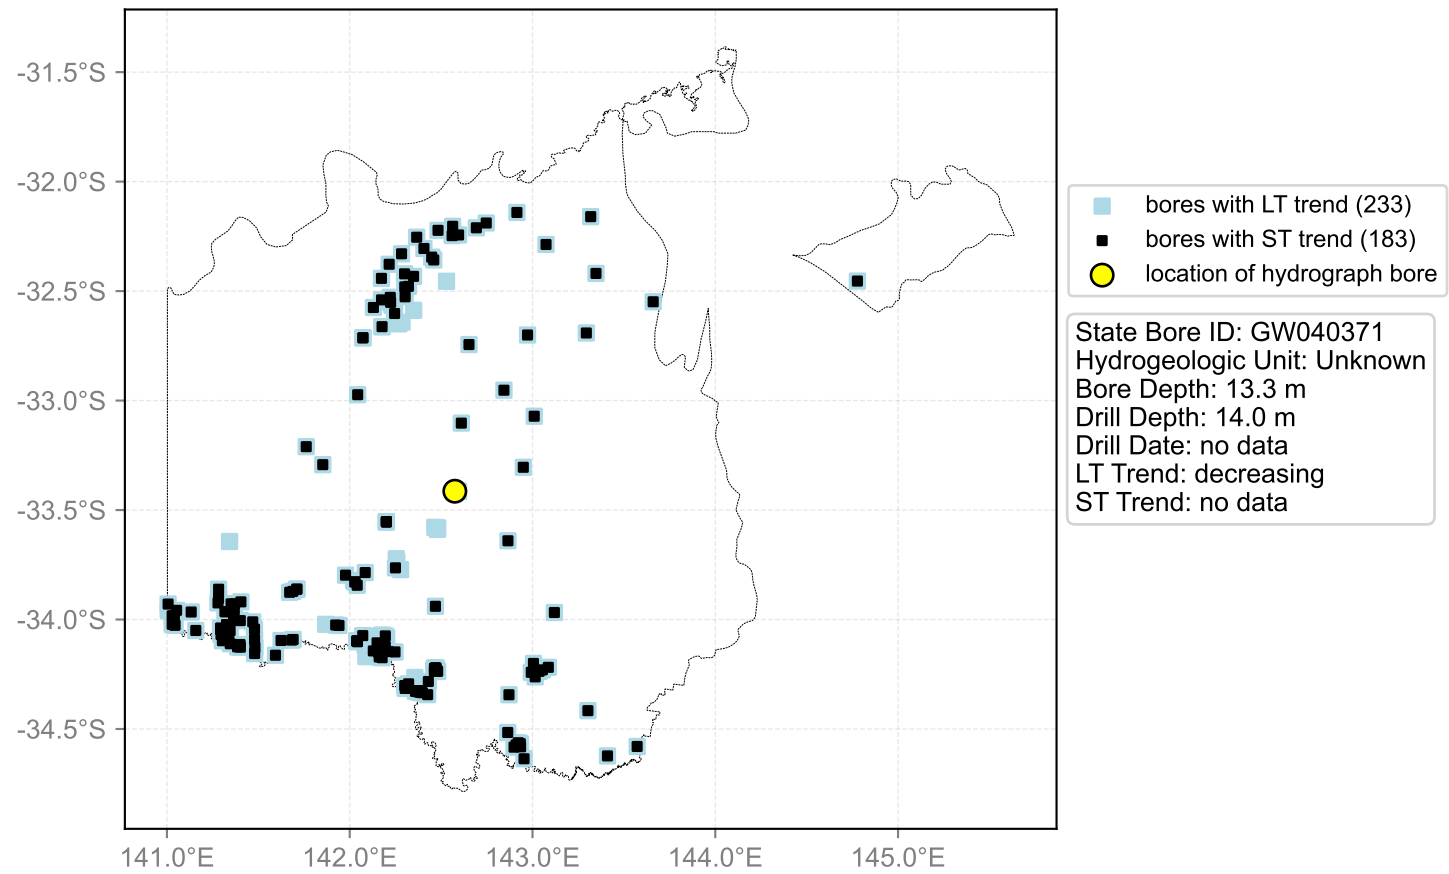 -31.5°S
-32.0°S
-32.5°S
-33.0°S
-33.5°S
-34.0°S
-34.5°S
141.0°E
142.0°E
143.0°E
144.0°E
145.0°E
bores with LT trend (233)
bores with ST trend (183)
location of hydrograph bore
State Bore ID: GW040371
Hydrogeologic Unit: Unknown
Bore Depth: 13.3 m
Drill Depth: 14.0 m
Drill Date: no data
LT Trend: decreasing
ST Trend: no data